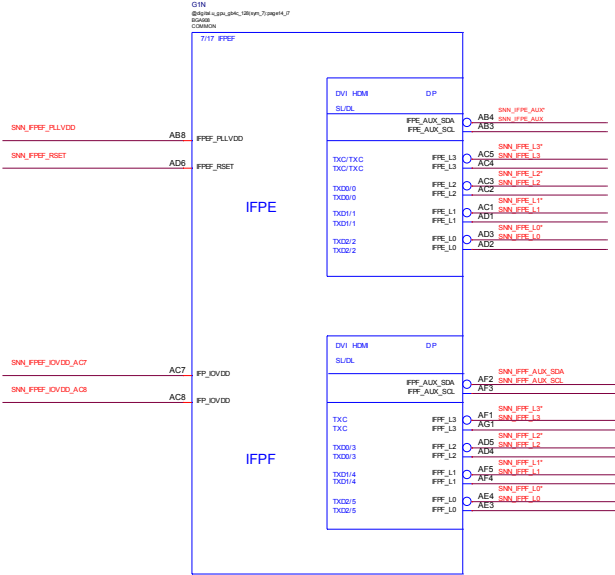 G1N
@digital.u_gpu_gb4c_128(sym_7):page14_i7
BGA908
COMMON
7/17 IFPEF
DVI HDMI DP
SL/DL
SNN_IFPE_AUX*
IFPE_AUX_SDA AB4 SNN_IFPE_AUX
IFPE_AUX_SCL AB3
SNN_IFPEF_PLLVDD AB8 IFPEF_PLLVDD
SNN_IFPEF_RSET AD6 IFPEF_RSET
SNN_IFPE_L3*
TXC/TXC IFPE_L3 AC5 SNN_IFPE_L3
TXC/TXC IFPE_L3 AC4
SNN_IFPE_L2*
TXD0/0 IFPE_L2 AC3 SNN_IFPE_L2
TXD0/0 IFPE_L2 AC2
SNN_IFPE_L1*
TXD1/1 IFPE_L1 AC1 SNN_IFPE_L1
TXD1/1 IFPE_L1 AD1
IFPE
SNN_IFPE_L0*
TXD2/2 IFPE_L0 AD3 SNN_IFPE_L0
TXD2/2 IFPE_L0 AD2
DVI HDMI DP
SL/DL
SNN_IFPEF_IOVDD_AC7 AC7 IFP_IOVDD
SNN_IFPEF_IOVDD_AC8 AC8 IFP_IOVDD
SNN_IFPF_AUX_SDA
IFPF_AUX_SDA AF2 SNN_IFPF_AUX_SCL
IFPF_AUX_SCL AF3
SNN_IFPF_L3*
TXC IFPF_L3 AF1 SNN_IFPF_L3
TXC IFPF_L3 AG1
SNN_IFPF_L2*
TXD0/3 IFPF_L2 AD5 SNN_IFPF_L2
TXD0/3 IFPF_L2 AD4
IFPF
SNN_IFPF_L1*
TXD1/4 IFPF_L1 AF5 SNN_IFPF_L1
TXD1/4 IFPF_L1 AF4
SNN_IFPF_L0*
TXD2/5 IFPF_L0 AE4 SNN_IFPF_L0
TXD2/5 IFPF_L0 AE3